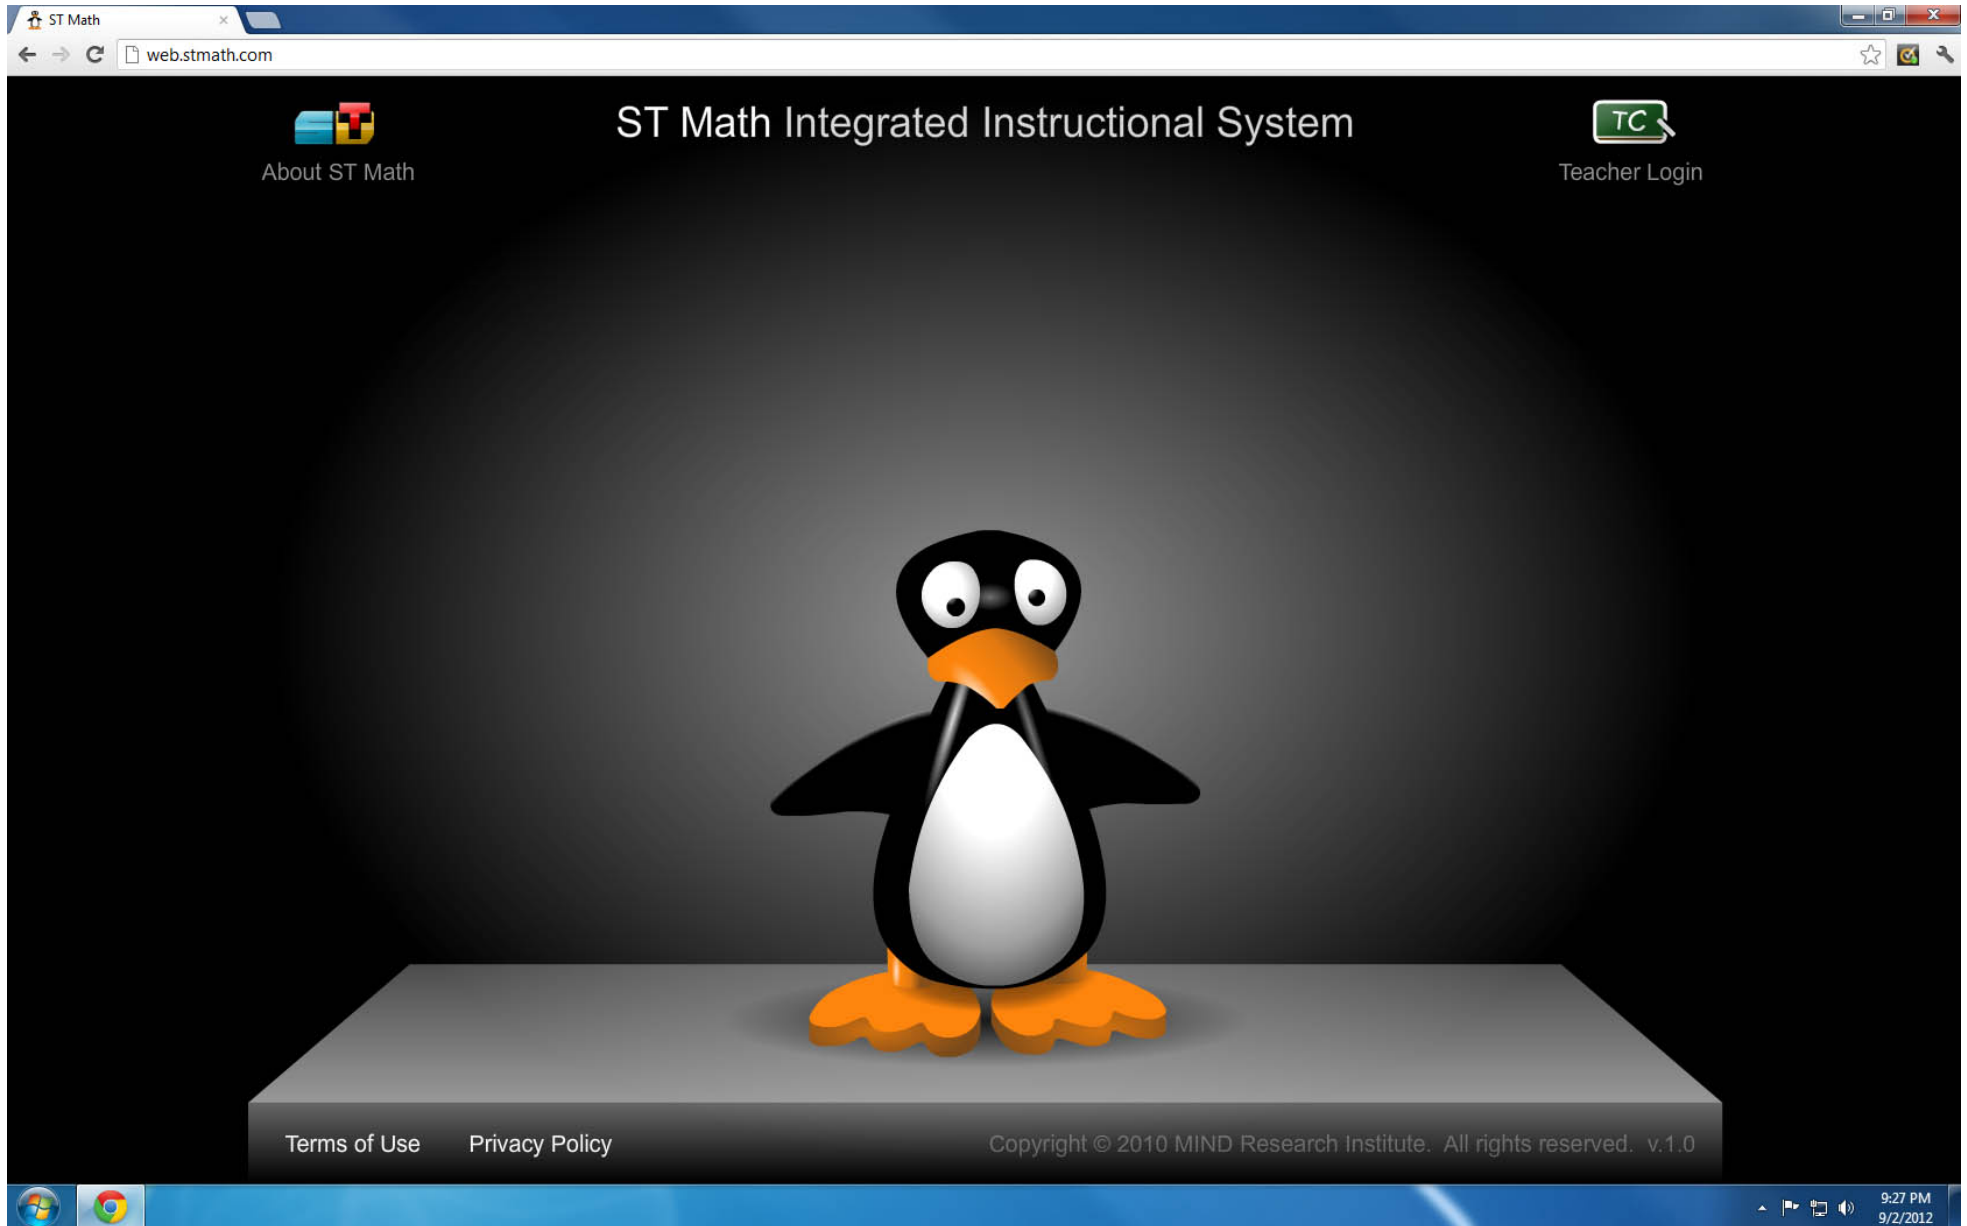 ST Math
web.stmath.com
ST
ST Math Integrated Instructional System
TC
About ST Math
Teacher Login
Terms of Use
Privacy Policy
Copyright © 2010 MIND Research Institute. All rights reserved. v.1.0
9:27 PM
9/2/2012